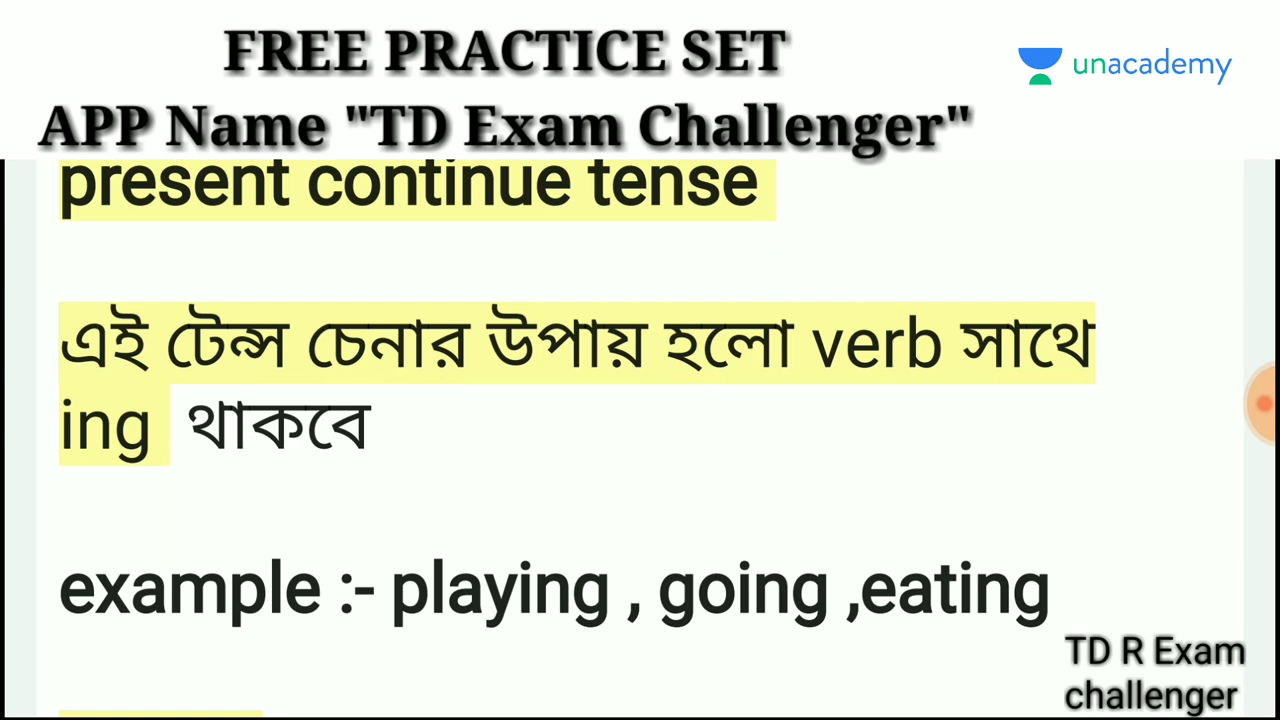 FREE PRACTICE SET
unacademy
APP Name "TD Exam Challenger"
present continue tense
এই টেন্স চেনার উপায় হলো verb সাথে
ing থাকবে
example :- playing , going ,eating
TD R Exam
challenger